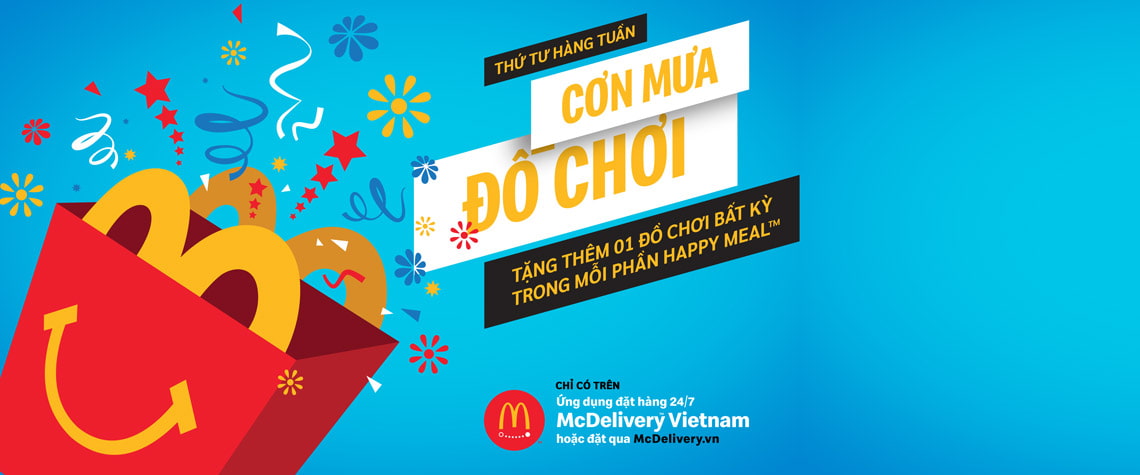 THỨ TƯ HÀNG TUẦN
CƠN MƯA
ĐỒ CHƠI
TẶNG THÊM 01 ĐỒ CHƠI BẤT KỲ
TRONG MỖI PHẦN HAPPY MEAL™
CHỈ CÓ TRÊN
Ứng dụng đặt hàng 24/7
McDelivery™ Vietnam
hoặc đặt qua McDelivery.vn